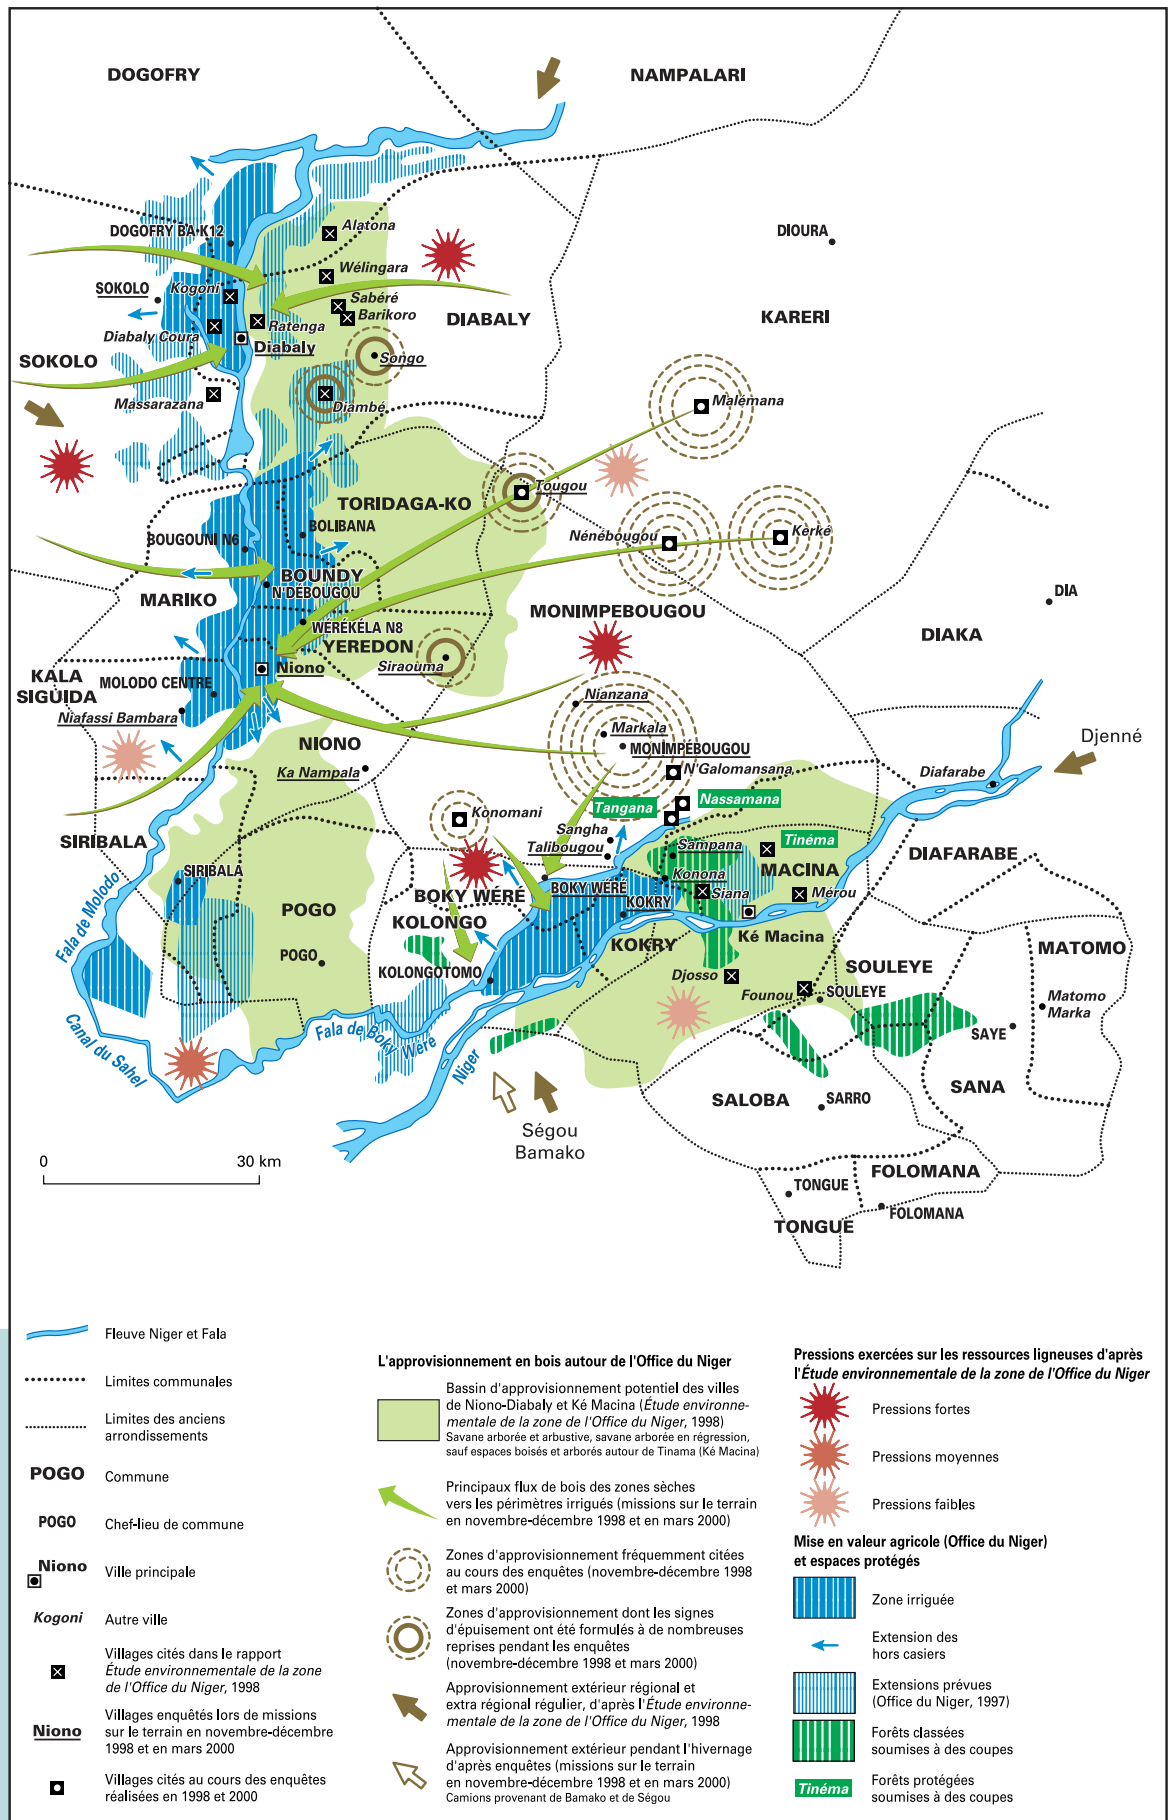 DOGOFRY
NAMPALARI
Alatona
DOGOFRY BA-K12
DIOURA
Wélingara
SOKOLO
Kogoni
Sabéré
Barikoro
DIABALY
KARERI
Diabaly Coura
Ratenga
Diabaly
SOKOLO
Songo
Massarazana
Diambé
Malémana
Tougou
TORIDAGA-KO
BOLIBANA
BOUGOUNI N6
Nénébougou
Kerké
BOUNDY
N'DÉBOUGOU
MARIKO
DIA
MONIMPEBOUGOU
WERÉKÉLA N8
DIAKA
YEREDON
Niono
Siraouma
KALA
SIGUIDA
MOLODO CENTRE
Niafassi Bambara
Nianzana
Markala
MONIMPÉBOUGOU
Djenné
NIONO
Ka Nampala
N'Galomansana
Diafarabe
Tangana
Nassamana
Konomani
Sangha
Talibougou
Sampana
Tinéma
SIRIBALA
DIAFARABE
SIRIBALA
Konona
MACINA
BOKY WÉRÉ
BOKY WÉRÉ
Siana
Mérou
POGO
KOLONGO
KOKRY
KOKRY
Ké Macina
Fala de Molodo
POGO
KOLONGOTOMO
MATOMO
SOULEYE
Djosso
Founou
SOULEYE
Matomo
Marka
Canal du Sahel
Fala de Boky Wéré
Niger
SAYE
SANA
SALOBA
SARRO
Ségou
Bamako
0 30 km
FOLOMANA
TONGUE
FOLOMANA
TONGUE
Fleuve Niger et Fala
Limites communales
Limites des anciens
arrondissements
POGO Commune
POGO Chef-lieu de commune
Niono Ville principale
Kogoni Autre ville
Villages cités dans le rapport
Étude environnementale de la zone
de l'Office du Niger, 1998
Niono Villages enquêtés lors de missions
sur le terrain en novembre-décembre
1998 et en mars 2000
Villages cités au cours des enquêtes
réalisées en 1998 et 2000
L'approvisionnement en bois autour de l'Office du Niger
Bassin d'approvisionnement potentiel des villes
de Niono-Diabaly et Ké Macina (Étude environne-
mentale de la zone de l'Office du Niger, 1998)
Savane arborée et arbustive, savane arborée en régression,
sauf espaces boisés et arborés autour de Tinama (Ké Macina)
Principaux flux de bois des zones sèches
vers les périmètres irrigués (missions sur le terrain
en novembre-décembre 1998 et en mars 2000)
Zones d'approvisionnement fréquemment citées
au cours des enquêtes (novembre-décembre 1998
et mars 2000)
Zones d'approvisionnement dont les signes
d'épuisement ont été formulés à de nombreuses
reprises pendant les enquêtes
(novembre-décembre 1998 et mars 2000)
Approvisionnement extérieur régional et
extra régional régulier, d'après l'Étude environne-
mentale de la zone de l'Office du Niger, 1998
Approvisionnement extérieur pendant l'hivernage
d'après enquêtes (missions sur le terrain
en novembre-décembre 1998 et en mars 2000)
Camions provenant de Bamako et de Ségou
Pressions exercées sur les ressources ligneuses d'après
l'Étude environnementale de la zone de l'Office du Niger
Pressions fortes
Pressions moyennes
Pressions faibles
Mise en valeur agricole (Office du Niger)
et espaces protégés
Zone irriguée
Extension des
hors casiers
Extensions prévues
(Office du Niger, 1997)
Forêts classées
soumises à des coupes
Tinéma Forêts protégées
soumises à des coupes